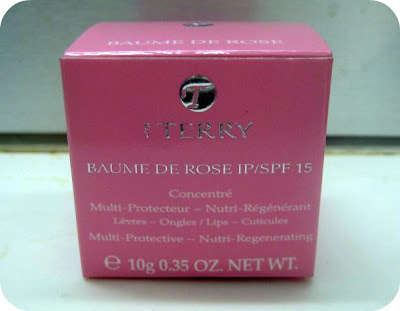 BAUME DE ROSE
T
BY TERRY
BAUME DE ROSE IP/SPF 15
Concentré
Multi-Protecteur – Nutri-Régénérant
Lèvres – Ongles / Lips – Cuticules
Multi-Protective – Nutri-Regenerating
℮ 10g 0.35 OZ. NET WT.